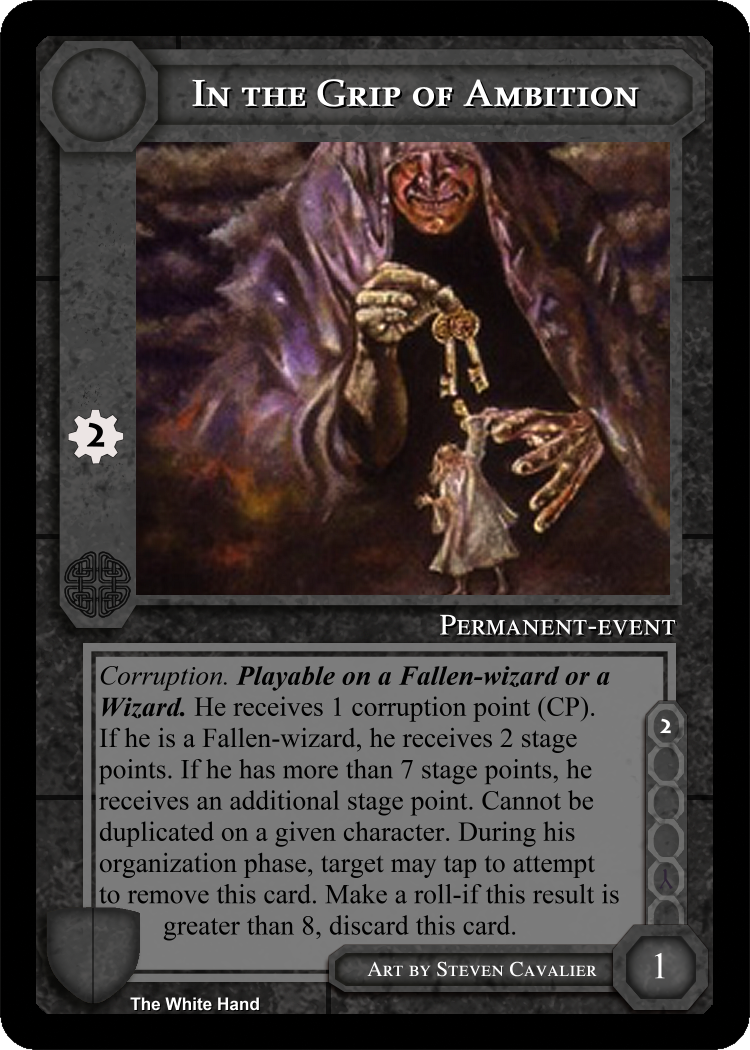 In the Grip of Ambition
2
Permanent-event
Corruption. Playable on a Fallen-wizard or a
Wizard. He receives 1 corruption point (CP).
If he is a Fallen-wizard, he receives 2 stage
points. If he has more than 7 stage points, he
receives an additional stage point. Cannot be
duplicated on a given character. During his
organization phase, target may tap to attempt
to remove this card. Make a roll-if this result is
greater than 8, discard this card.
2
Art by Steven Cavalier
1
The White Hand